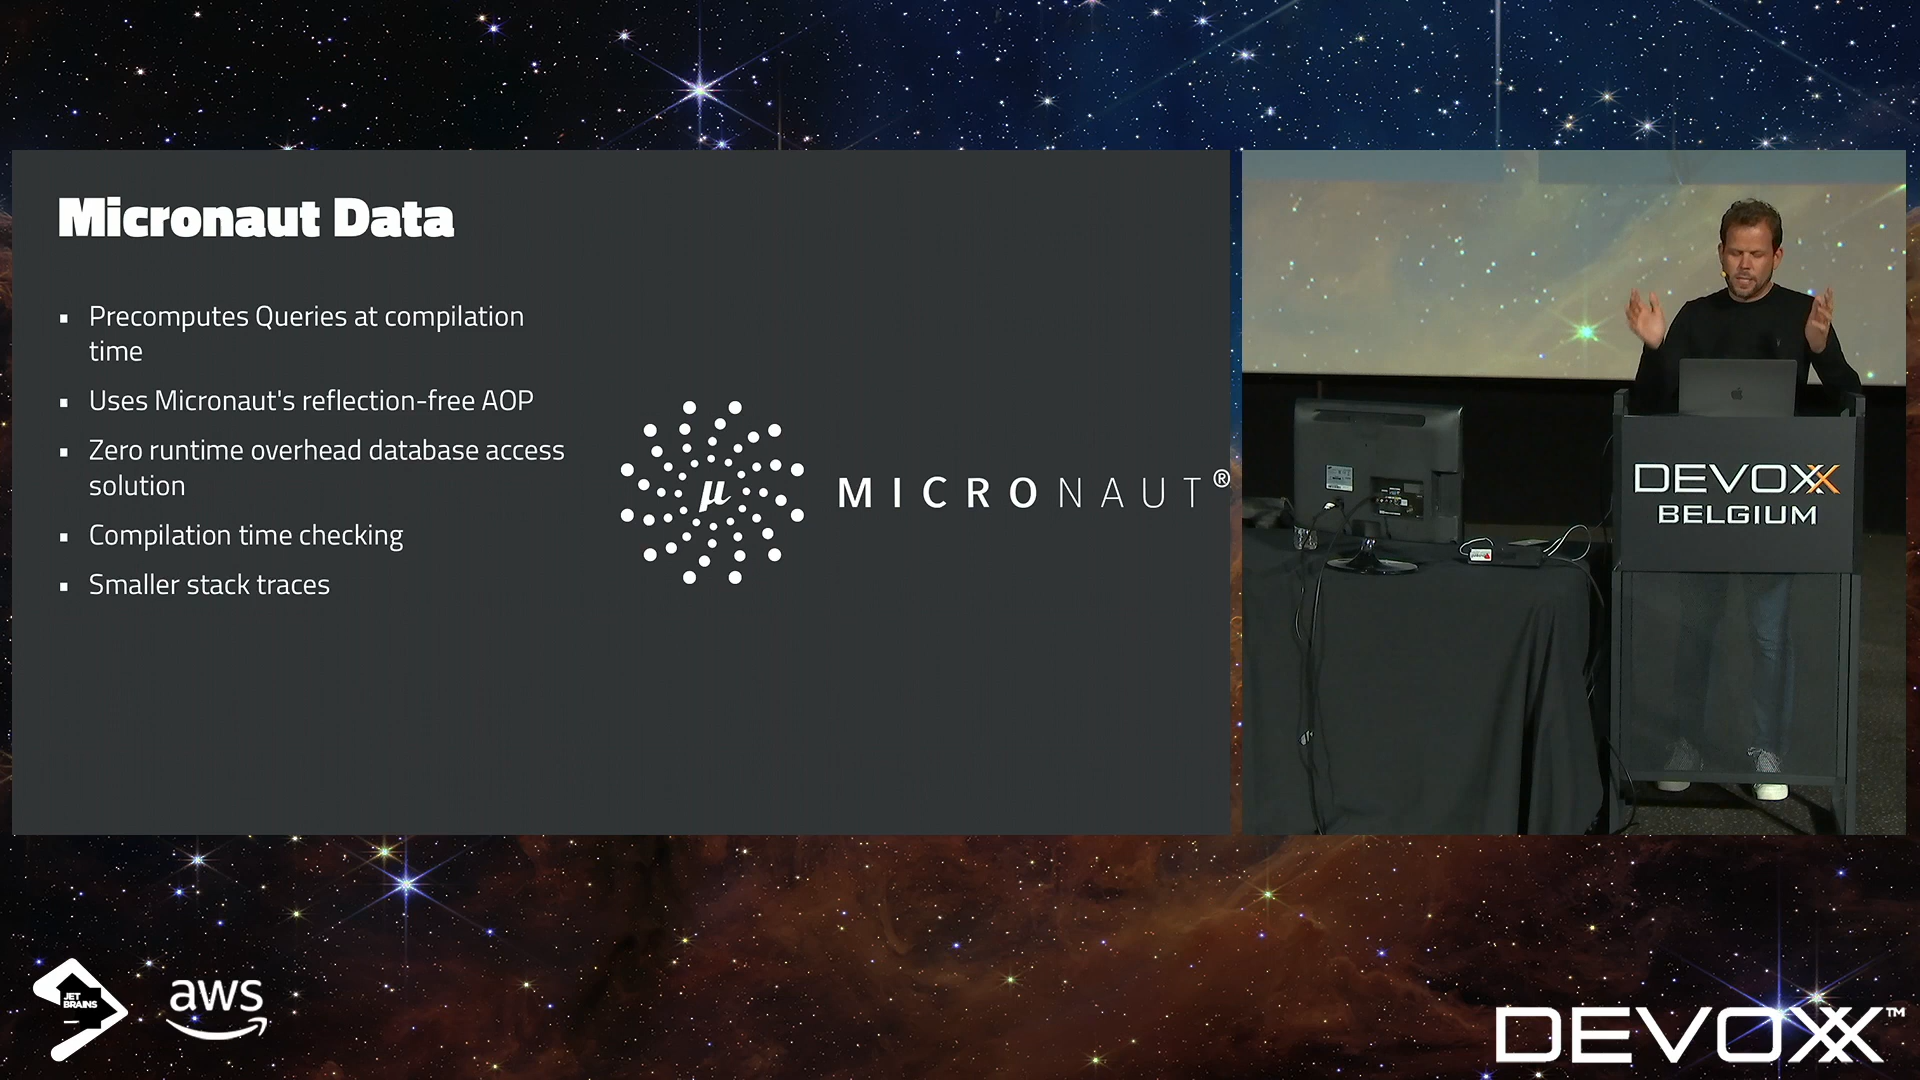 Micronaut Data
▪ Precomputes Queries at compilation
time
▪ Uses Micronaut's reflection-free AOP
▪ Zero runtime overhead database access
solution
▪ Compilation time checking
▪ Smaller stack traces
μ
MICRONAUT®
DEVOXX
BELGIUM
JET
BRAINS
aws
DEVOXX™